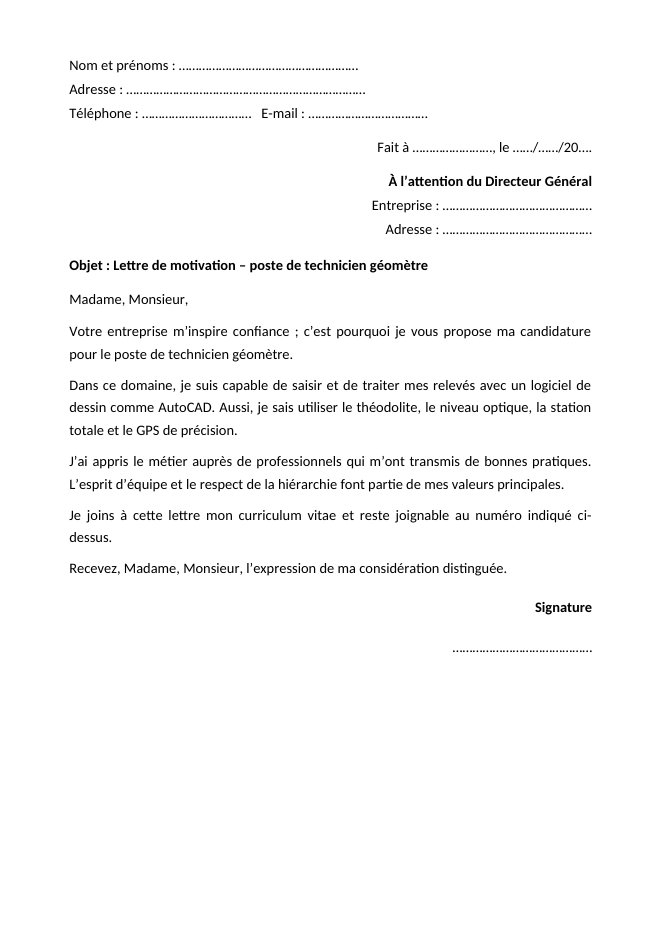 Nom et prénoms : ………………………………………………
Adresse : ………………………………………………………………
Téléphone : …………………………… E-mail : ………………………………
Fait à ……………………, le ……/……/20….
À l’attention du Directeur Général
Entreprise : ………………………………………
Adresse : ………………………………………
Objet : Lettre de motivation – poste de technicien géomètre
Madame, Monsieur,
Votre entreprise m’inspire confiance ; c’est pourquoi je vous propose ma candidature
pour le poste de technicien géomètre.
Dans ce domaine, je suis capable de saisir et de traiter mes relevés avec un logiciel de
dessin comme AutoCAD. Aussi, je sais utiliser le théodolite, le niveau optique, la station
totale et le GPS de précision.
J’ai appris le métier auprès de professionnels qui m’ont transmis de bonnes pratiques.
L’esprit d’équipe et le respect de la hiérarchie font partie de mes valeurs principales.
Je joins à cette lettre mon curriculum vitae et reste joignable au numéro indiqué ci-
dessus.
Recevez, Madame, Monsieur, l’expression de ma considération distinguée.
Signature
……………………………………